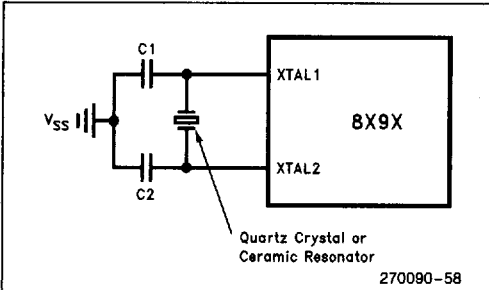 C1
XTAL1
8X9X
VSS
XTAL2
C2
Quartz Crystal or
Ceramic Resonator
270090-58